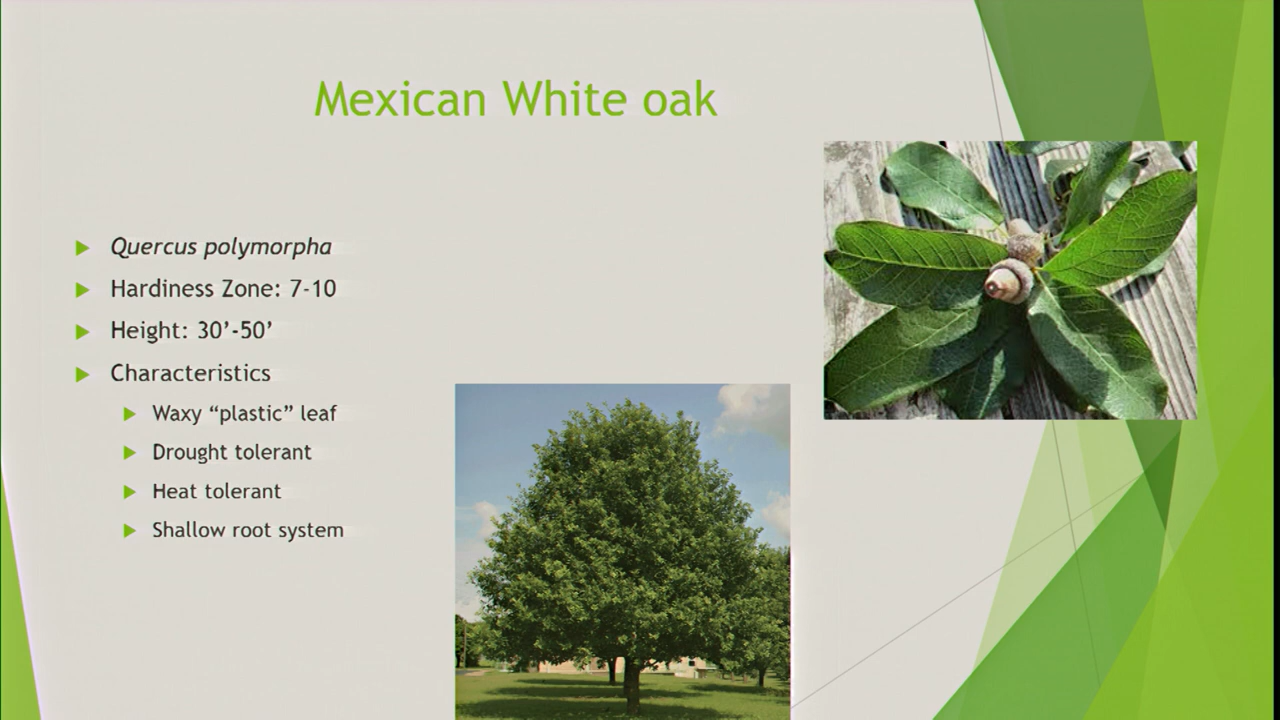 Mexican White oak
Quercus polymorpha
Hardiness Zone: 7-10
Height: 30’-50’
Characteristics
Waxy “plastic” leaf
Drought tolerant
Heat tolerant
Shallow root system